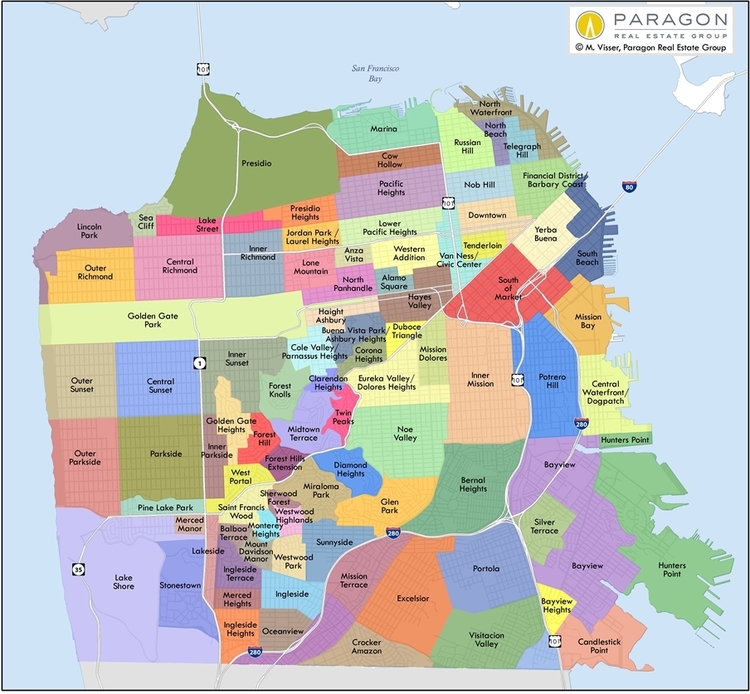 PARAGON
REAL ESTATE GROUP
© M. Visser, Paragon Real Estate Group
San Francisco
Bay
101
North
Waterfront
Marina
North
Beach
Russian
Hill
Telegraph
Hill
Cow
Hollow
Presidio
Pacific
Heights
Nob Hill
Financial District/
Barbary Coast
80
101
Sea
Cliff
Lake
Street
Presidio
Heights
Downtown
Lincoln
Park
Jordan Park /
Laurel Heights
Lower
Pacific Heights
Yerba
Buena
Tenderloin
Inner
Richmond
Anza
Vista
Western
Addition
Van Ness/
Civic Center
South
Beach
Outer
Richmond
Central
Richmond
Lone
Mountain
Alamo
Square
North
Panhandle
South
of
Market
Hayes
Valley
Golden Gate
Park
Haight
Ashbury
Mission
Bay
Buena Vista Park/
Ashbury Heights
Duboce
Triangle
Cole Valley/
Parnassus Heights
Corona
Heights
Mission
Dolores
Inner
Sunset
1
Outer
Sunset
Central
Sunset
Forest
Knolls
Clarendon
Heights
Eureka Valley/
Dolores Heights
Inner
Mission
101
Potrero
Hill
Central
Waterfront/
Dogpatch
Golden Gate
Heights
Twin
Peaks
Midtown
Terrace
Noe
Valley
280
Forest
Hill
Hunters Point
Outer
Parkside
Parkside
Inner
Parkside
Forest Hills
Extension
Diamond
Heights
Bayview
West
Portal
Miraloma
Park
Bernal
Heights
Sherwood
Forest
Glen
Park
Pine Lake Park
Saint Francis
Wood
Westwood
Highlands
Merced
Manor
Balboa
Terrace
Monterey
Heights
280
Silver
Terrace
Lakeside
Mount
Davidson
Manor
Sunnyside
Westwood
Park
35
Lake
Shore
Stonestown
Ingleside
Terrace
Mission
Terrace
Portola
Bayview
Hunters
Point
Merced
Heights
Ingleside
Excelsior
Bayview
Heights
Ingleside
Heights
Oceanview
280
Crocker
Amazon
Visitacion
Valley
101
Candlestick
Point